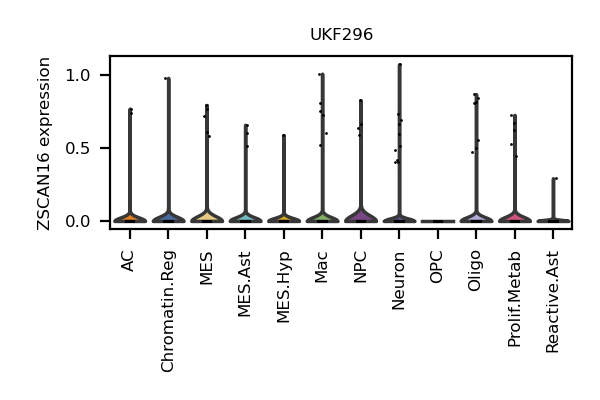 UKF296
ZSCAN16 expression
1.0
0.5
0.0
AC
Chromatin.Reg
MES
MES.Ast
MES.Hyp
Mac
NPC
Neuron
OPC
Oligo
Prolif.Metab
Reactive.Ast